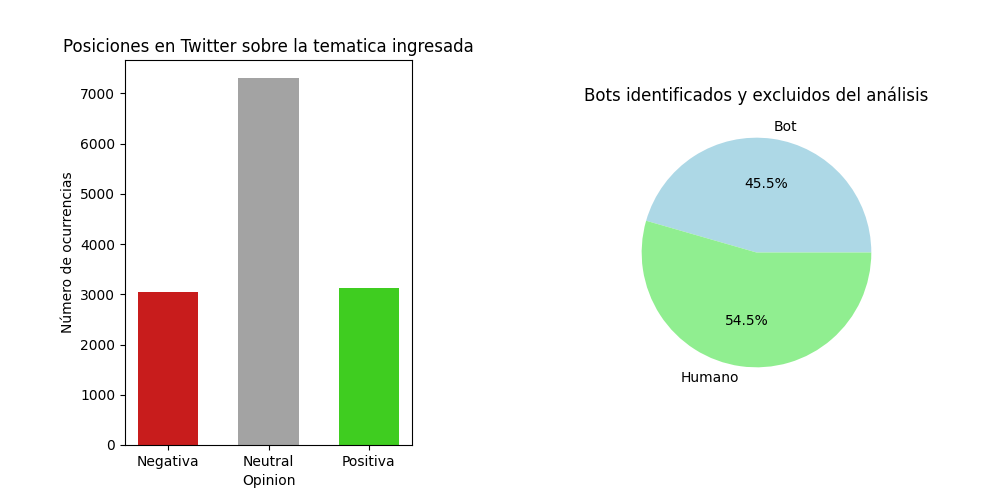 Posiciones en Twitter sobre la tematica ingresada
Número de ocurrencias
7000
6000
5000
4000
3000
2000
1000
0
Negativa
Neutral
Positiva
Opinion
Bots identificados y excluidos del análisis
Bot
45.5%
54.5%
Humano